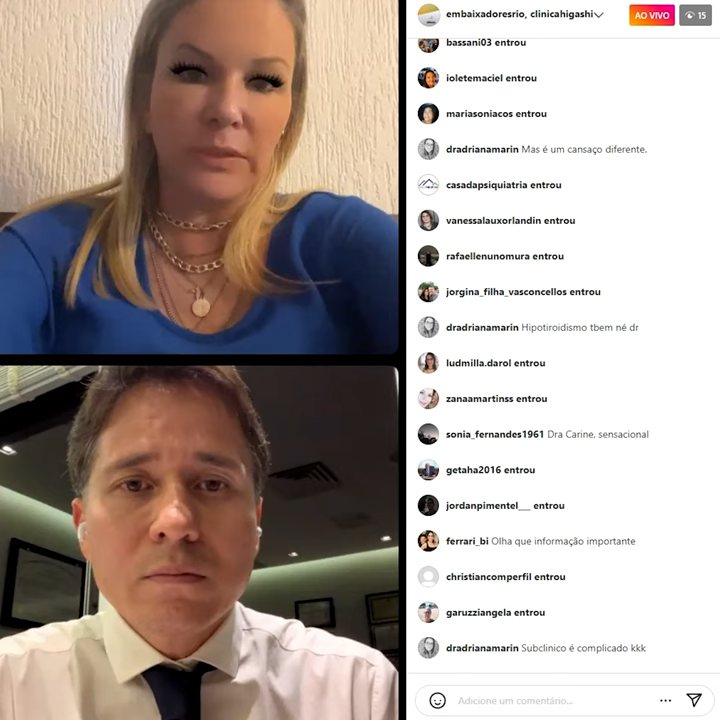 embaixadoresrio, clinicahigashi
AO VIVO
15
bassani03 entrou
ioletemaciel entrou
mariasoniacos entrou
dradrianamarin Mas é um cansaço diferente.
casadapsiquiatria entrou
vanessalauxorlandin entrou
rafaellenunomura entrou
jorgina_filha_vasconcellos entrou
dradrianamarin Hipotiroidismo tbem né dr
ludmilla.darol entrou
zanaamartinss entrou
sonia_fernandes1961 Dra Carine, sensacional
getaha2016 entrou
jordanpimentel___ entrou
ferrari_bi Olha que informação importante
christiancomperfil entrou
garuzziangela entrou
dradrianamarin Subclinico é complicado kkk
Adicione um comentário...